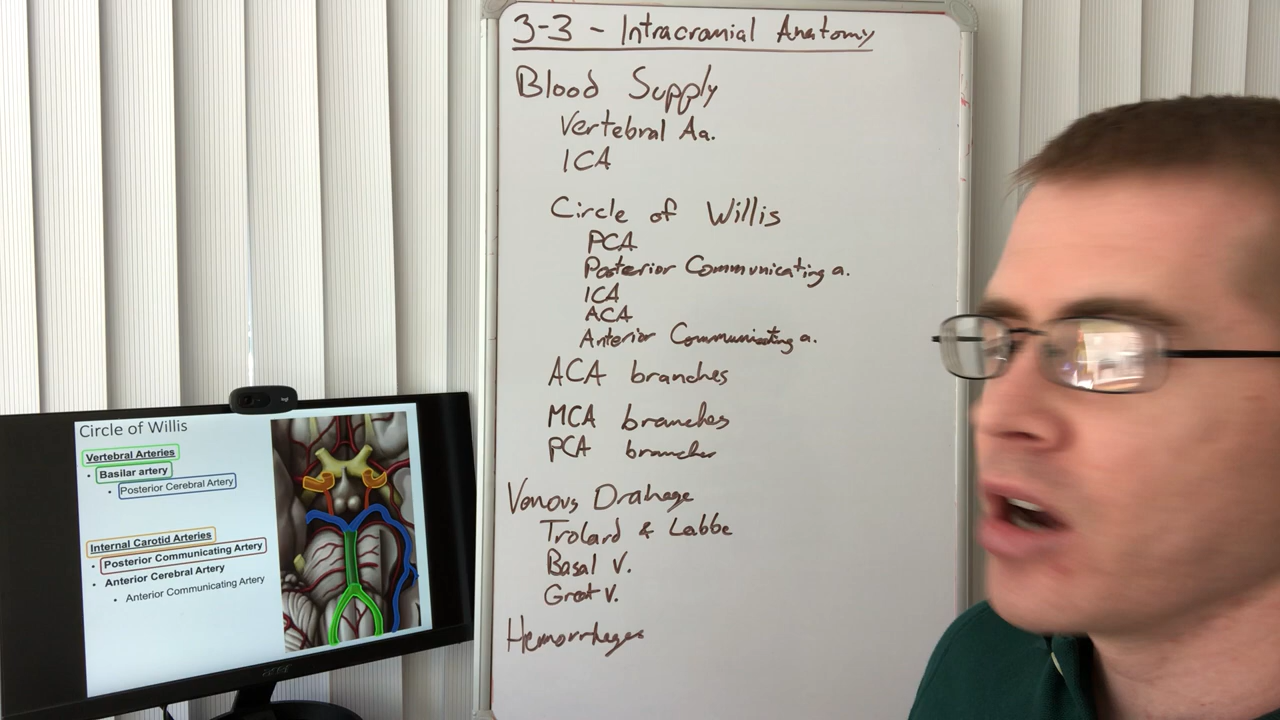 3-3 - Intracranial Anatomy
Blood Supply
Vertebral Aa.
ICA
Circle of Willis
PCA
Posterior Communicating a.
ICA
ACA
Anterior Communicating a.
ACA branches
MCA branches
PCA branches
Venous Drainage
Trolard & Labbe
Basal V.
Great V.
Hemorrhages
Circle of Willis
Vertebral Arteries
• Basilar artery
• Posterior Cerebral Artery
Internal Carotid Arteries
• Posterior Communicating Artery
• Anterior Cerebral Artery
• Anterior Communicating Artery